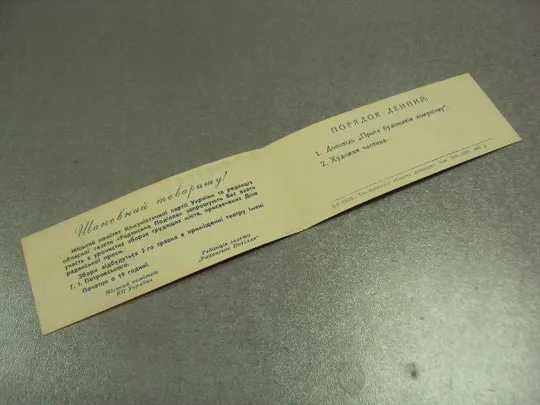 Шановний товаришу!
Міський комітет Комуністичної партії України та редакція
обласної газети «Радянське Поділля» запрошують Вас взяти
участь в урочистих зборах трудящих міста, присвячених Дню
радянської преси.
Збори відбудуться 5-го травня в приміщенні театру імені
Г. І. Петровського.
Початок о 19 годині.
Міський комітет
КП України
Редакція газети
„Радянське Поділля"
ПОРЯДОК ДЕННИЙ:
1. Доповідь „Преса будівників комунізму".
2. Художня частина.